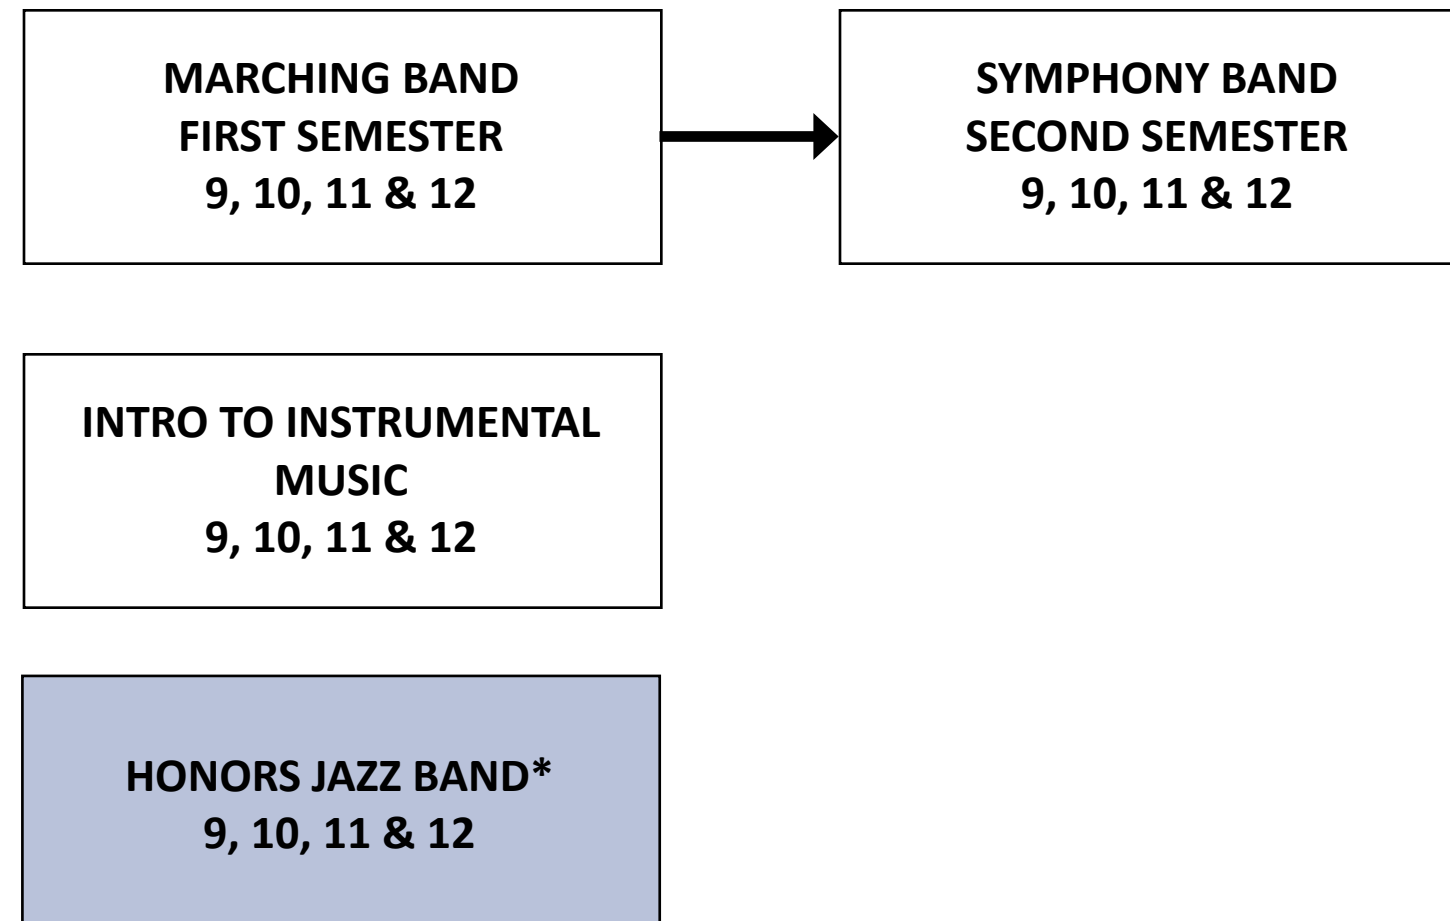 MARCHING BAND
FIRST SEMESTER
9, 10, 11 & 12
SYMPHONY BAND
SECOND SEMESTER
9, 10, 11 & 12
INTRO TO INSTRUMENTAL
MUSIC
9, 10, 11 & 12
HONORS JAZZ BAND*
9, 10, 11 & 12